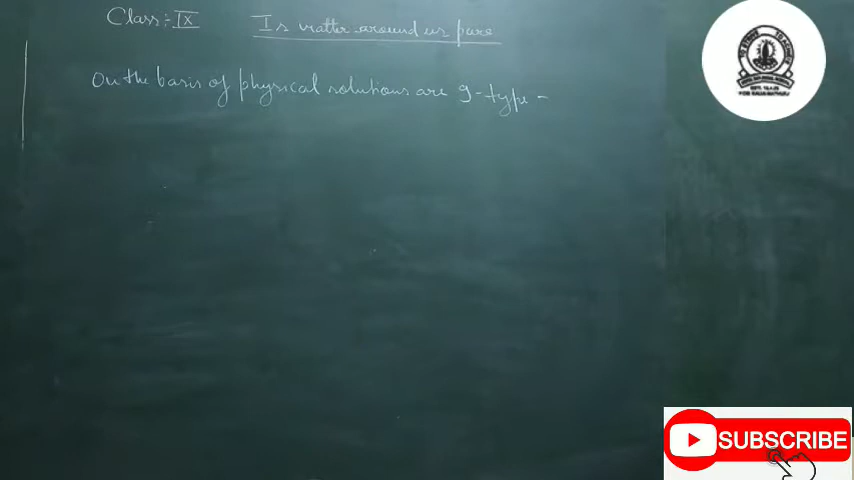 Class:- IX
Is matter around us pure
On the basis of physical solutions are 9-type -
SUBSCRIBE